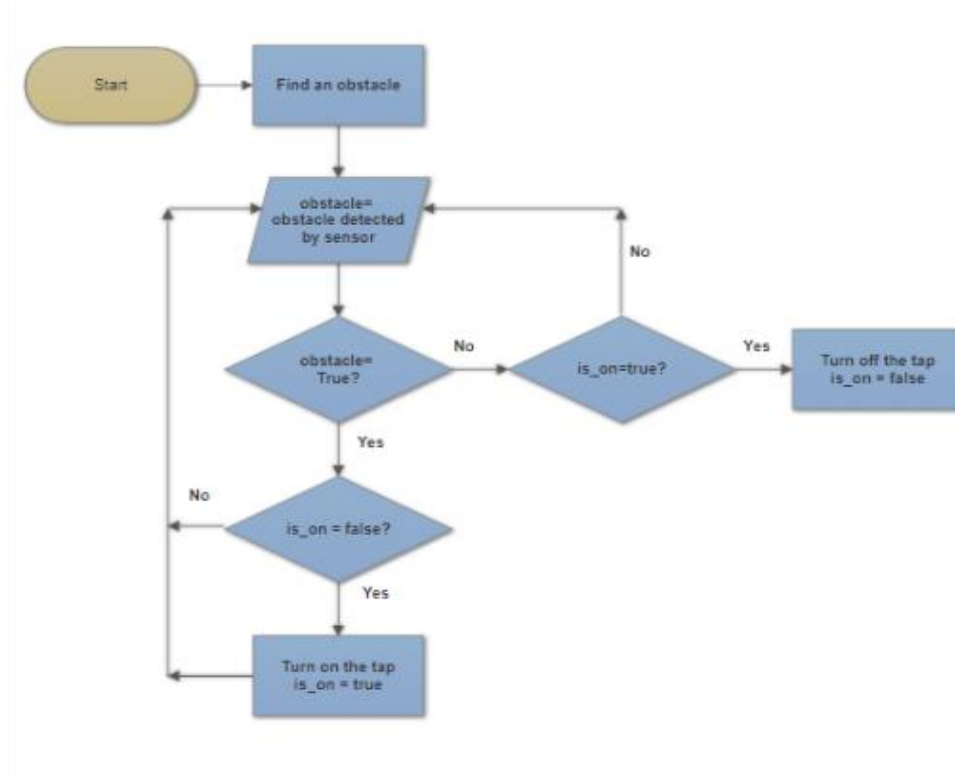 Start
Find an obstacle
obstacle=
obstacle detected
by sensor
No
obstacle=
True?
No
is_on=true?
Yes
Turn off the tap
is_on = false
Yes
No
is_on = false?
Yes
Turn on the tap
is_on = true